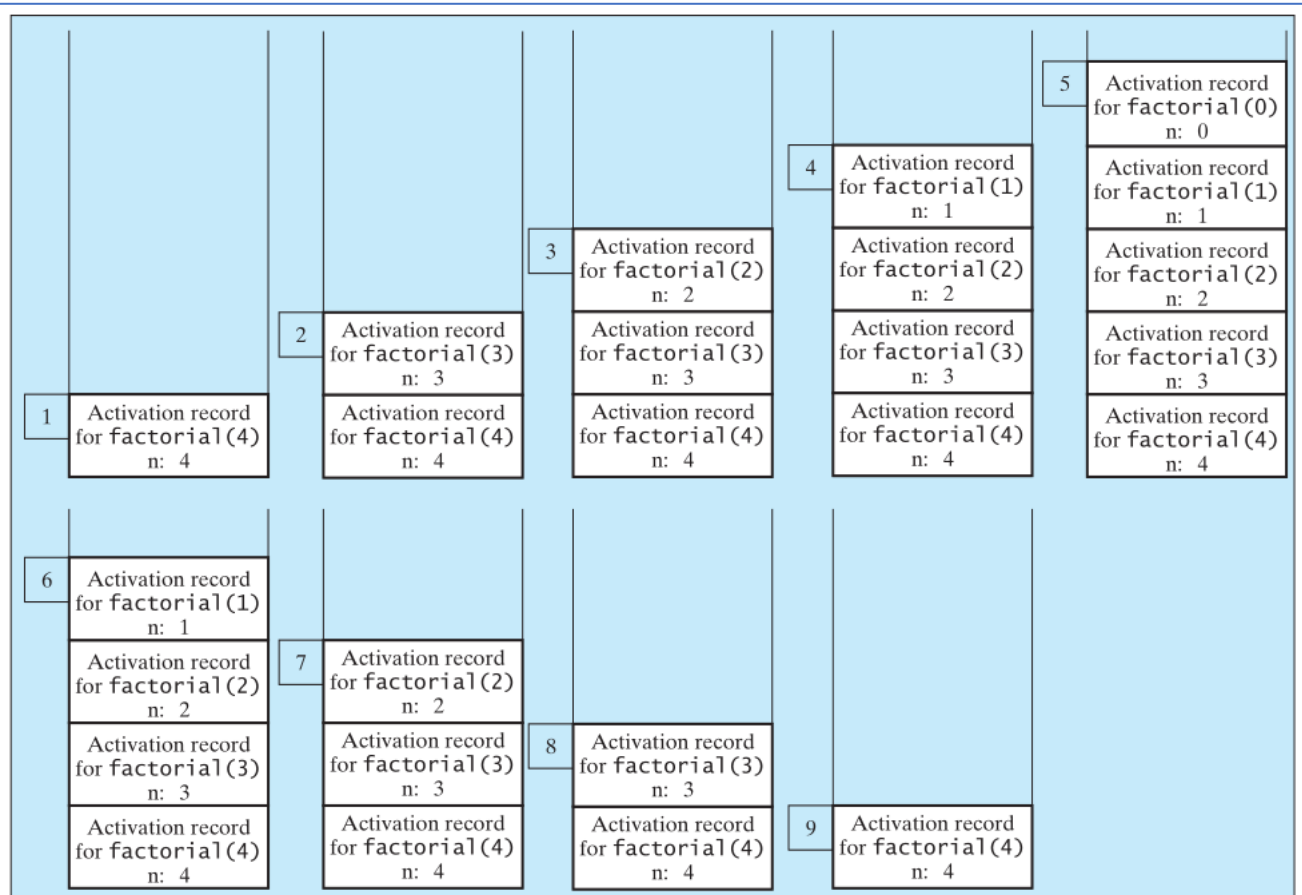 1
Activation record
for factorial(4)
n: 4
2
Activation record
for factorial(3)
n: 3
Activation record
for factorial(4)
n: 4
3
Activation record
for factorial(2)
n: 2
Activation record
for factorial(3)
n: 3
Activation record
for factorial(4)
n: 4
4
Activation record
for factorial(1)
n: 1
Activation record
for factorial(2)
n: 2
Activation record
for factorial(3)
n: 3
Activation record
for factorial(4)
n: 4
5
Activation record
for factorial(0)
n: 0
Activation record
for factorial(1)
n: 1
Activation record
for factorial(2)
n: 2
Activation record
for factorial(3)
n: 3
Activation record
for factorial(4)
n: 4
6
Activation record
for factorial(1)
n: 1
Activation record
for factorial(2)
n: 2
Activation record
for factorial(3)
n: 3
Activation record
for factorial(4)
n: 4
7
Activation record
for factorial(2)
n: 2
Activation record
for factorial(3)
n: 3
Activation record
for factorial(4)
n: 4
8
Activation record
for factorial(3)
n: 3
Activation record
for factorial(4)
n: 4
9
Activation record
for factorial(4)
n: 4